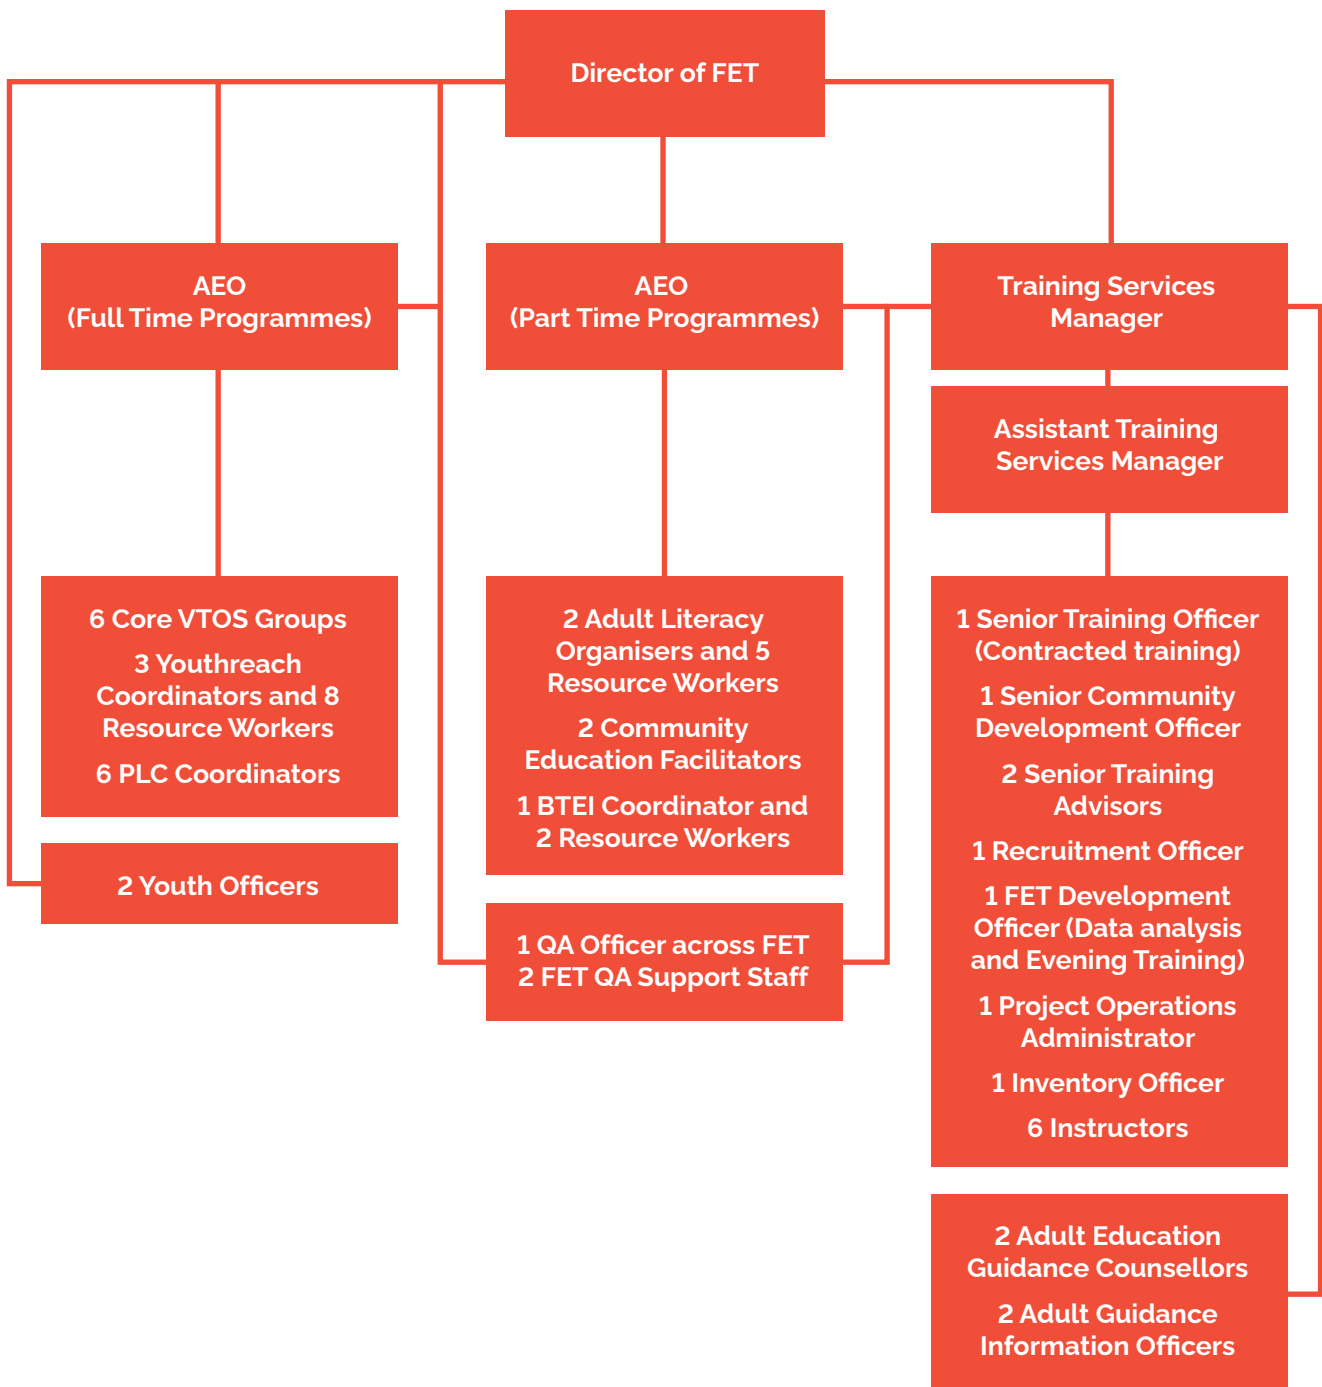 Director of FET
AEO
(Full Time Programmes)
AEO
(Part Time Programmes)
Training Services
Manager
Assistant Training
Services Manager
6 Core VTOS Groups
3 Youthreach
Coordinators and 8
Resource Workers
6 PLC Coordinators
2 Youth Officers
2 Adult Literacy
Organisers and 5
Resource Workers
2 Community
Education Facilitators
1 BTEI Coordinator and
2 Resource Workers
1 QA Officer across FET
2 FET QA Support Staff
1 Senior Training Officer
(Contracted training)
1 Senior Community
Development Officer
2 Senior Training
Advisors
1 Recruitment Officer
1 FET Development
Officer (Data analysis
and Evening Training)
1 Project Operations
Administrator
1 Inventory Officer
6 Instructors
2 Adult Education
Guidance Counsellors
2 Adult Guidance
Information Officers